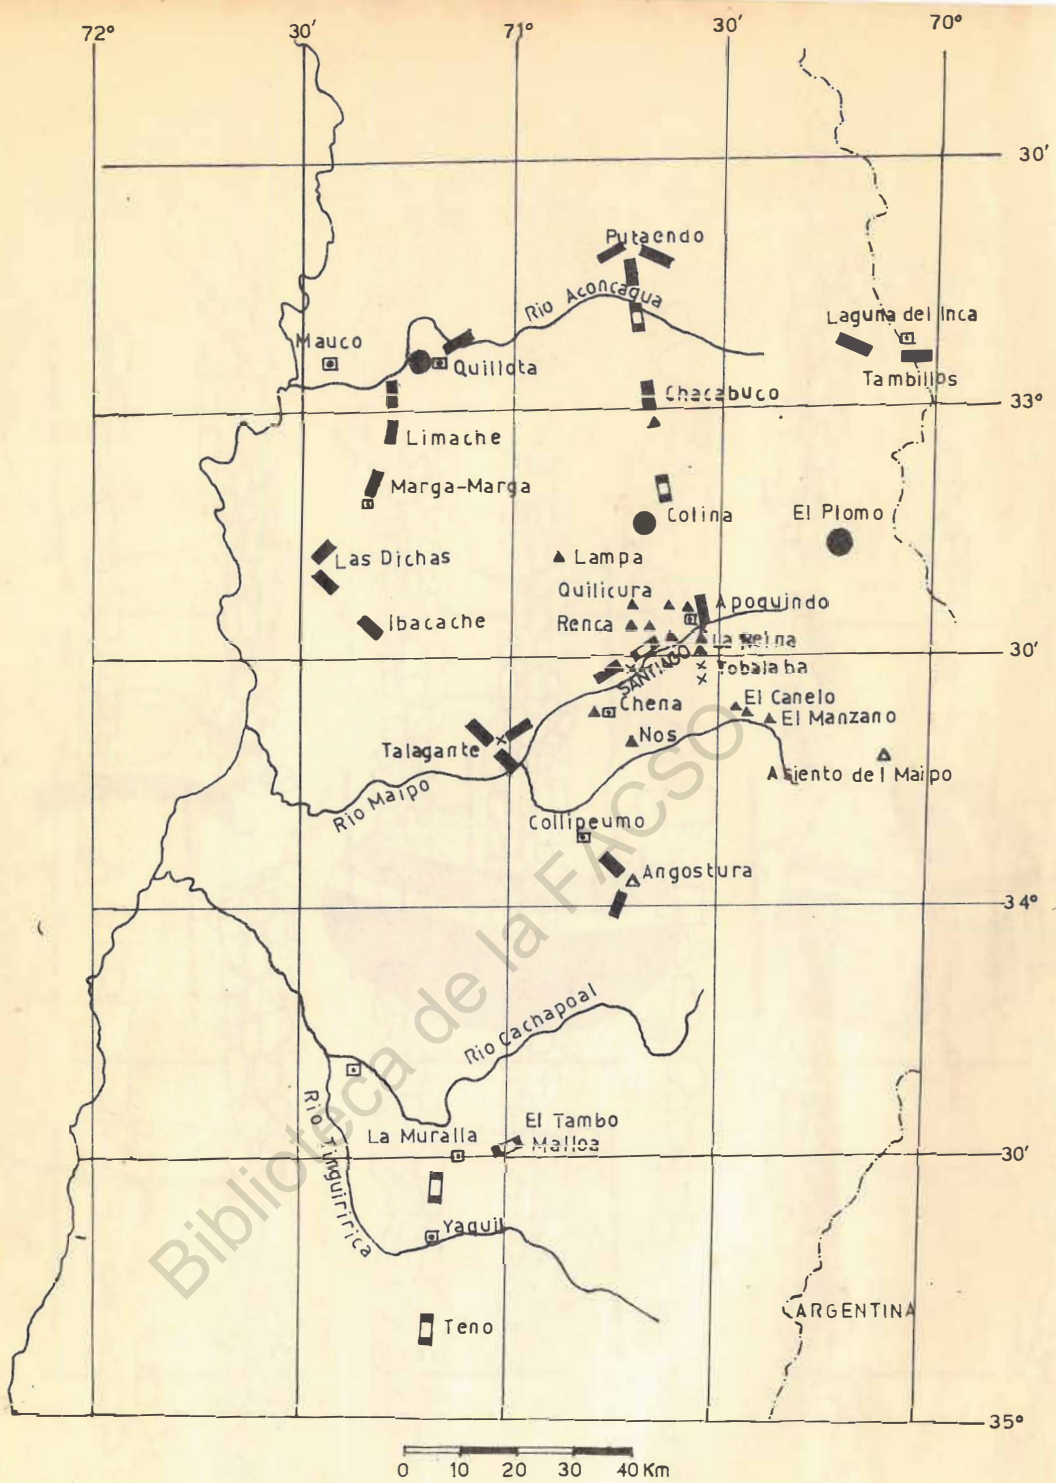 72°
30′
71°
30′
70°
30′
Putaendo
Rio Aconcagua
Laguna del Inca
Mauco
Quillota
Tambillos
Chacabuco
33°
Limache
Marga-Marga
Colina
El Plomo
Las Dichas
Lampa
Quilicura
Apoquindo
Ibacache
Renca
La Reina
30′
SANTIAGO
Tobalaba
El Canelo
Chena
El Manzano
Nos
Talagante
Asiento del Maipo
Rio Maipo
Collipeumo
Angostura
34°
Rio Cachapoal
Rio Tinguiririca
El Tambo
La Muralla
Malloa
30′
Yaquil
ARGENTINA
Teno
35°
0 10 20 30 40 Km
Biblioteca de la FACSO